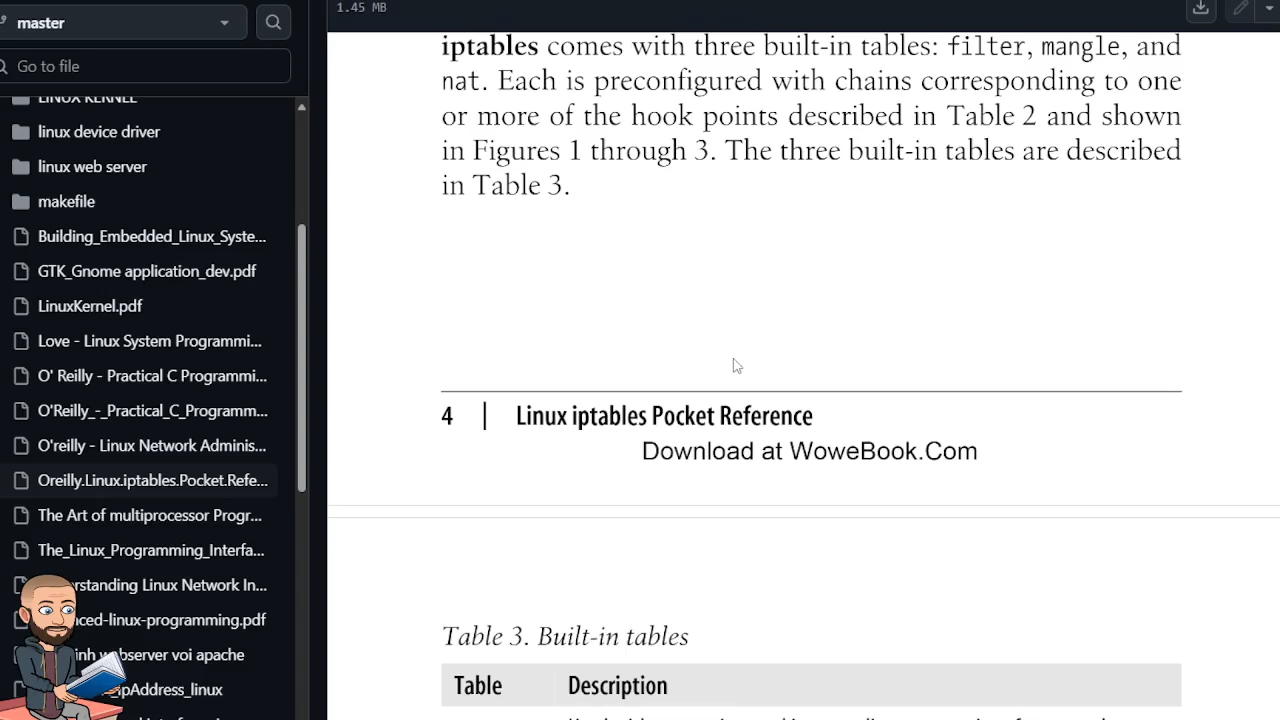 master
Go to file
LINUX KERNEL
linux device driver
linux web server
makefile
Building_Embedded_Linux_Syste...
GTK_Gnome application_dev.pdf
LinuxKernel.pdf
Love - Linux System Programmi...
O' Reilly - Practical C Programmi...
O'Reilly_-_Practical_C_Programm...
O'reilly - Linux Network Adminis...
Oreilly.Linux.iptables.Pocket.Refe...
The Art of multiprocessor Progr...
The_Linux_Programming_Interfa...
rstanding Linux Network In...
ced-linux-programming.pdf
inh webserver voi apache
ipAddress_linux
1.45 MB
iptables comes with three built-in tables: filter, mangle, and
nat. Each is preconfigured with chains corresponding to one
or more of the hook points described in Table 2 and shown
in Figures 1 through 3. The three built-in tables are described
in Table 3.
4 | Linux iptables Pocket Reference
Download at WoweBook.Com
Table 3. Built-in tables
Table Description